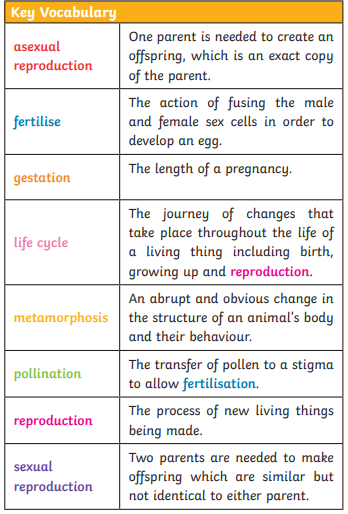 Key Vocabulary
asexual
reproduction
One parent is needed to create an
offspring, which is an exact copy
of the parent.
fertilise
The action of fusing the male
and female sex cells in order to
develop an egg.
gestation
The length of a pregnancy.
life cycle
The journey of changes that
take place throughout the life of
a living thing including birth,
growing up and reproduction.
metamorphosis
An abrupt and obvious change in
the structure of an animal's body
and their behaviour.
pollination
The transfer of pollen to a stigma
to allow fertilisation.
reproduction
The process of new living things
being made.
sexual
reproduction
Two parents are needed to make
offspring which are similar but
not identical to either parent.